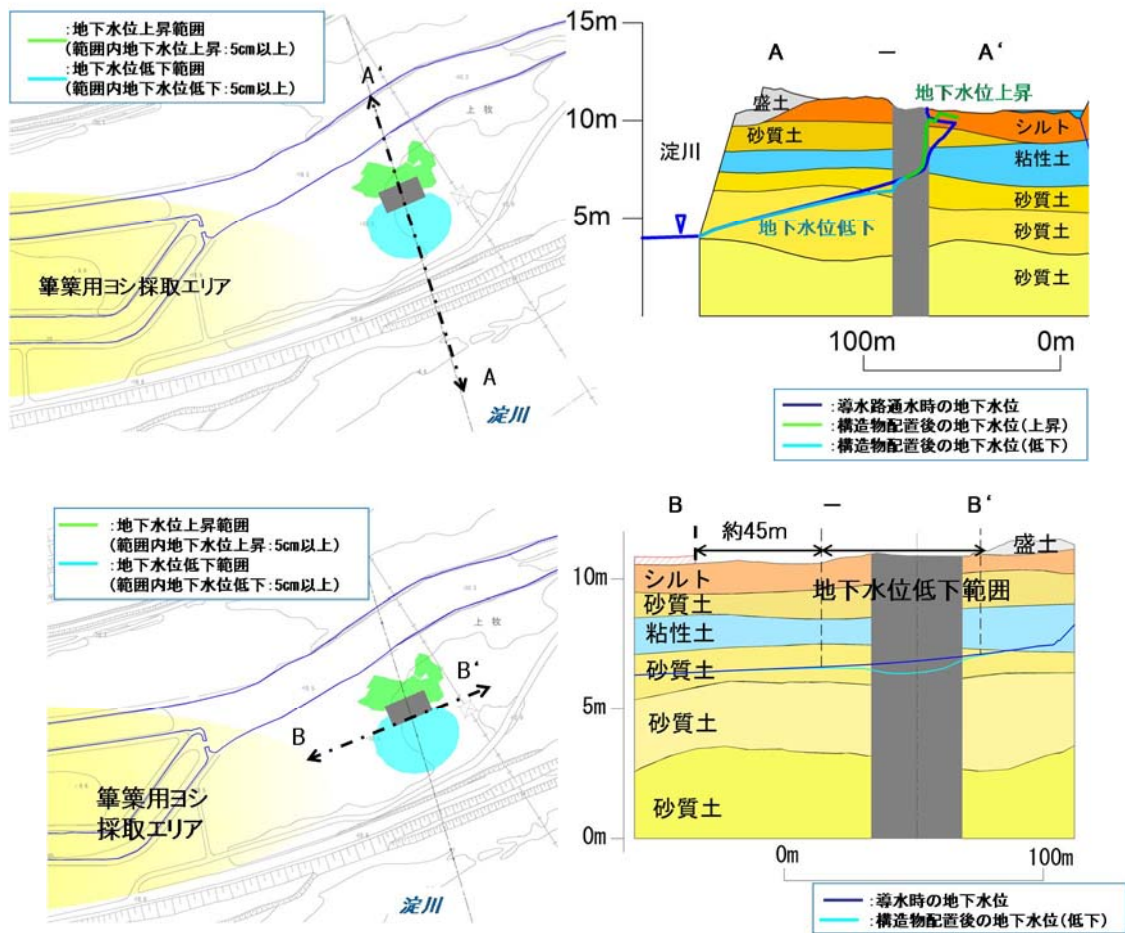 :地下水位上昇範囲
(範囲内地下水位上昇:5cm以上)
:地下水位低下範囲
(範囲内地下水位低下:5cm以上)
A'
上牧
篳篥用ヨシ採取エリア
A
淀川
15m
A
―
A'
地下水位上昇
盛土
10m
シルト
砂質土
淀川
粘性土
砂質土
5m
地下水位低下
砂質土
砂質土
100m
0m
:導水路通水時の地下水位
:構造物配置後の地下水位(上昇)
:構造物配置後の地下水位(低下)
:地下水位上昇範囲
(範囲内地下水位上昇:5cm以上)
:地下水位低下範囲
(範囲内地下水位低下:5cm以上)
上牧
B'
B
篳篥用ヨシ
採取エリア
淀川
B
―
B'
約45m
盛土
10m
シルト
地下水位低下範囲
砂質土
粘性土
砂質土
5m
砂質土
砂質土
0m
0m
100m
:導水時の地下水位
:構造物配置後の地下水位(低下)